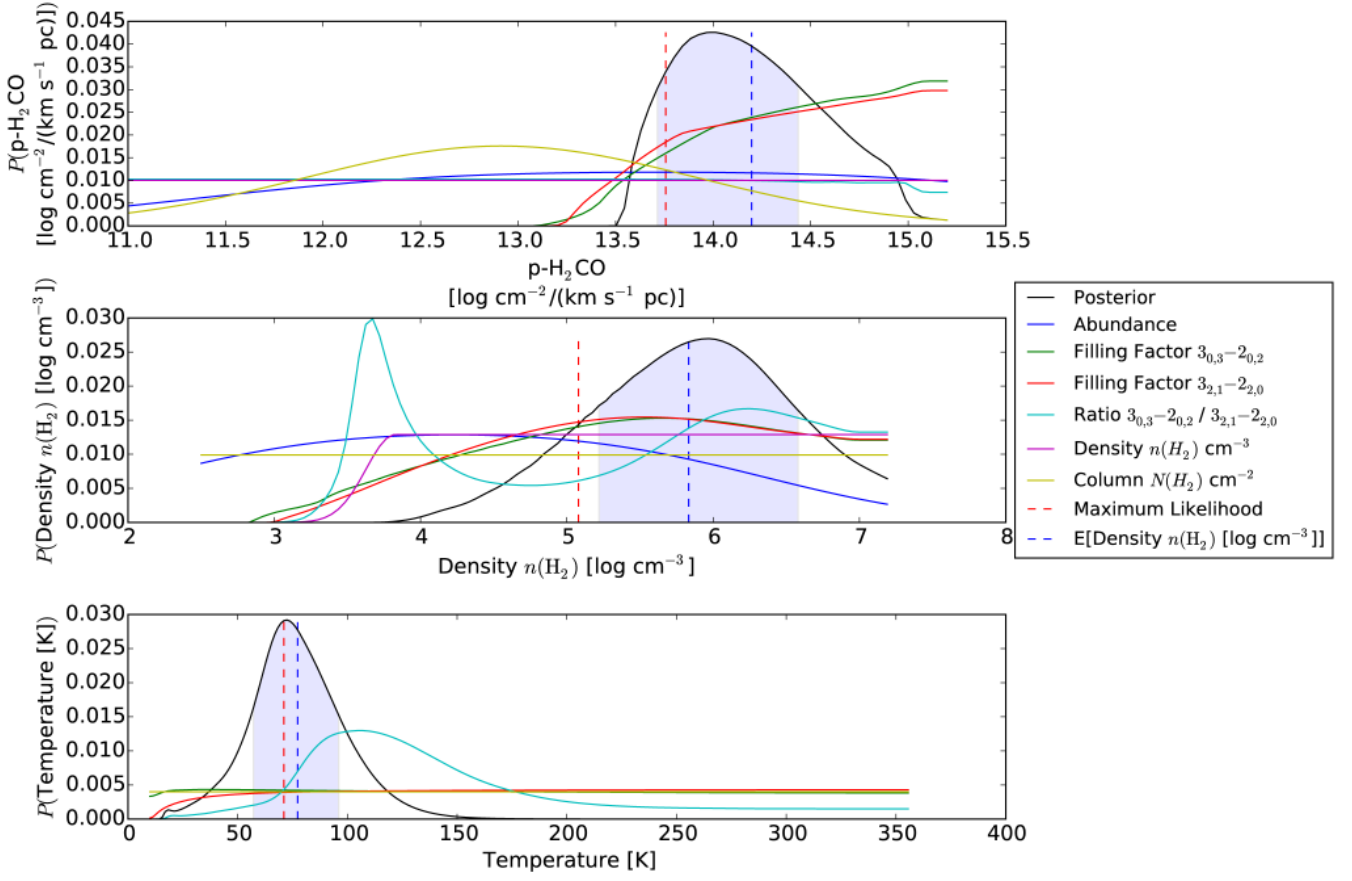 0.045
0.040
0.035
0.030
0.025
0.020
0.015
0.010
0.005
0.000
P(p-H₂CO
[log cm⁻²/(km s⁻¹ pc)])
11.0 11.5 12.0 12.5 13.0 13.5 14.0 14.5 15.0 15.5
p-H₂CO
[log cm⁻²/(km s⁻¹ pc)]
0.030
0.025
0.020
0.015
0.010
0.005
0.000
P(Density n(H₂) [log cm⁻³])
2 3 4 5 6 7 8
Density n(H₂) [log cm⁻³]
Posterior
Abundance
Filling Factor 3₀,₃−2₀,₂
Filling Factor 3₂,₁−2₂,₀
Ratio 3₀,₃−2₀,₂ / 3₂,₁−2₂,₀
Density n(H₂) cm⁻³
Column N(H₂) cm⁻²
Maximum Likelihood
E[Density n(H₂) [log cm⁻³]]
0.030
0.025
0.020
0.015
0.010
0.005
0.000
P(Temperature [K])
0 50 100 150 200 250 300 350 400
Temperature [K]